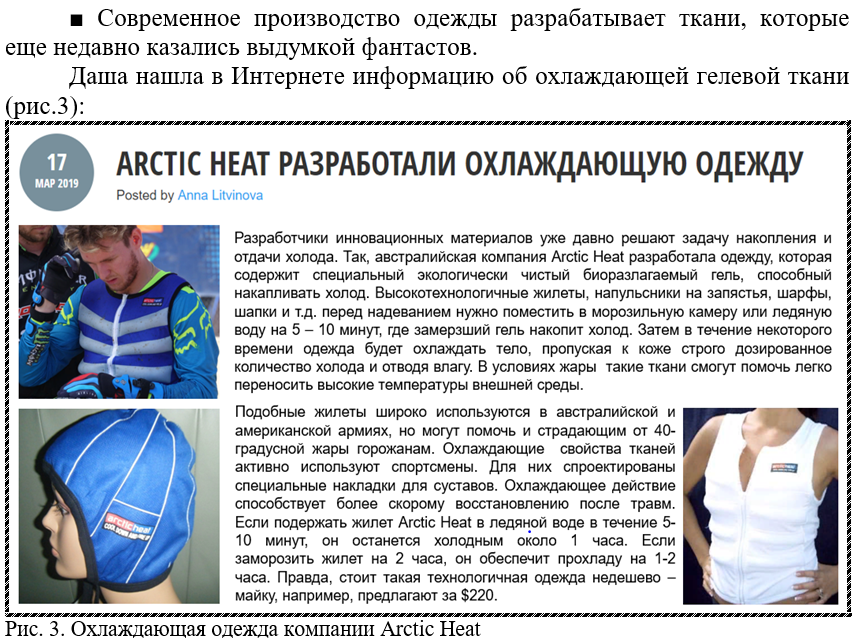 ■ Современное производство одежды разрабатывает ткани, которые
еще недавно казались выдумкой фантастов.
Даша нашла в Интернете информацию об охлаждающей гелевой ткани
(рис.3):
17
МАР 2019
ARCTIC HEAT РАЗРАБОТАЛИ ОХЛАЖДАЮЩУЮ ОДЕЖДУ
Posted by Anna Litvinova
Разработчики инновационных материалов уже давно решают задачу накопления и
отдачи холода. Так, австралийская компания Arctic Heat разработала одежду, которая
содержит специальный экологически чистый биоразлагаемый гель, способный
накапливать холод. Высокотехнологичные жилеты, напульсники на запястья, шарфы,
шапки и т.д. перед надеванием нужно поместить в морозильную камеру или ледяную
воду на 5 – 10 минут, где замерзший гель накопит холод. Затем в течение некоторого
времени одежда будет охлаждать тело, пропуская к коже строго дозированное
количество холода и отводя влагу. В условиях жары такие ткани смогут помочь легко
переносить высокие температуры внешней среды.
Подобные жилеты широко используются в австралийской и
американской армиях, но могут помочь и страдающим от 40-
градусной жары горожанам. Охлаждающие свойства тканей
активно используют спортсмены. Для них спроектированы
специальные накладки для суставов. Охлаждающее действие
способствует более скорому восстановлению после травм.
Если подержать жилет Arctic Heat в ледяной воде в течение 5-
10 минут, он останется холодным около 1 часа. Если
заморозить жилет на 2 часа, он обеспечит прохладу на 1-2
часа. Правда, стоит такая технологичная одежда недешево –
майку, например, предлагают за $220.
arcticheat
Рис. 3. Охлаждающая одежда компании Arctic Heat